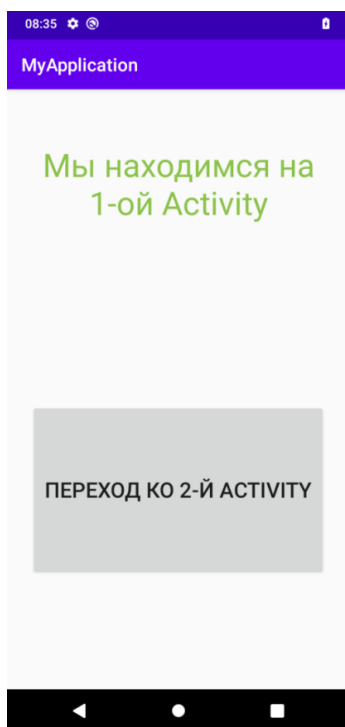 08:35
MyApplication
Мы находимся на
1-ой Activity
ПЕРЕХОД КО 2-Й ACTIVITY